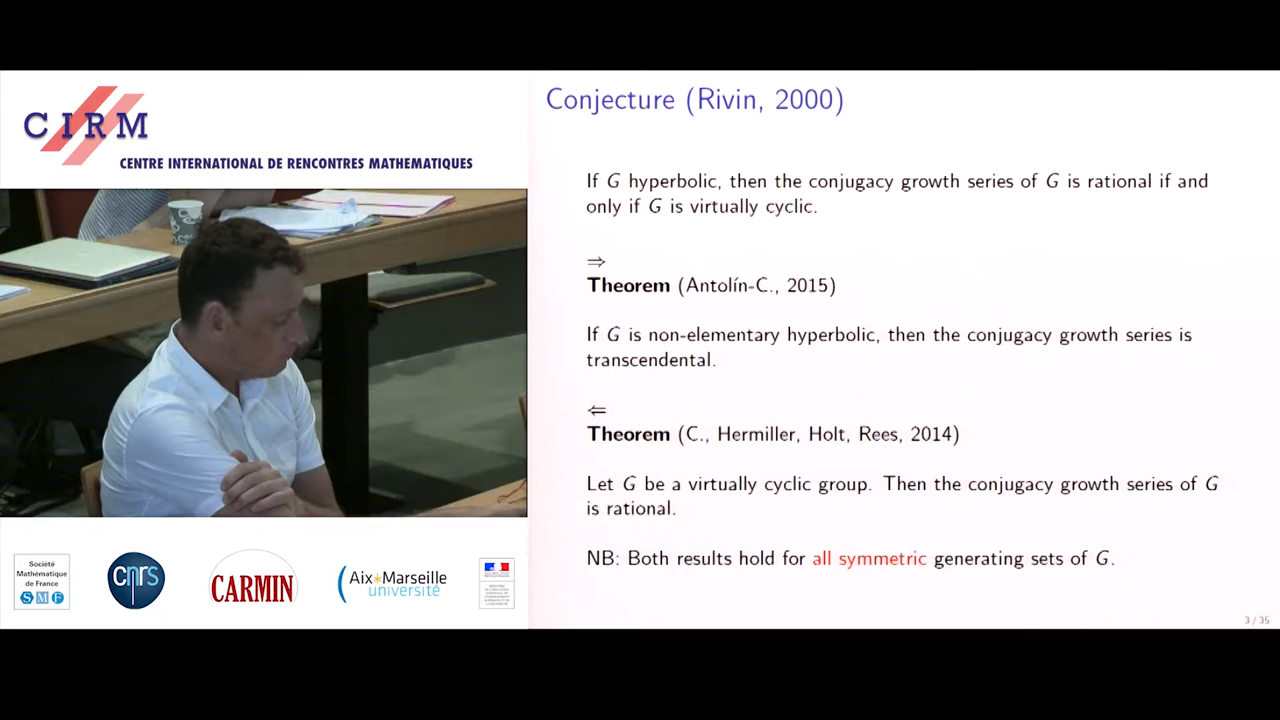 CIRM
CENTRE INTERNATIONAL DE RENCONTRES MATHEMATIQUES
Conjecture (Rivin, 2000)
If G hyperbolic, then the conjugacy growth series of G is rational if and
only if G is virtually cyclic.
⇒
Theorem (Antolín-C., 2015)
If G is non-elementary hyperbolic, then the conjugacy growth series is
transcendental.
⇐
Theorem (C., Hermiller, Holt, Rees, 2014)
Let G be a virtually cyclic group. Then the conjugacy growth series of G
is rational.
NB: Both results hold for all symmetric generating sets of G.
3 / 35
Société
Mathématique
de France
S M F
cnrs
CARMIN
Aix*Marseille
université